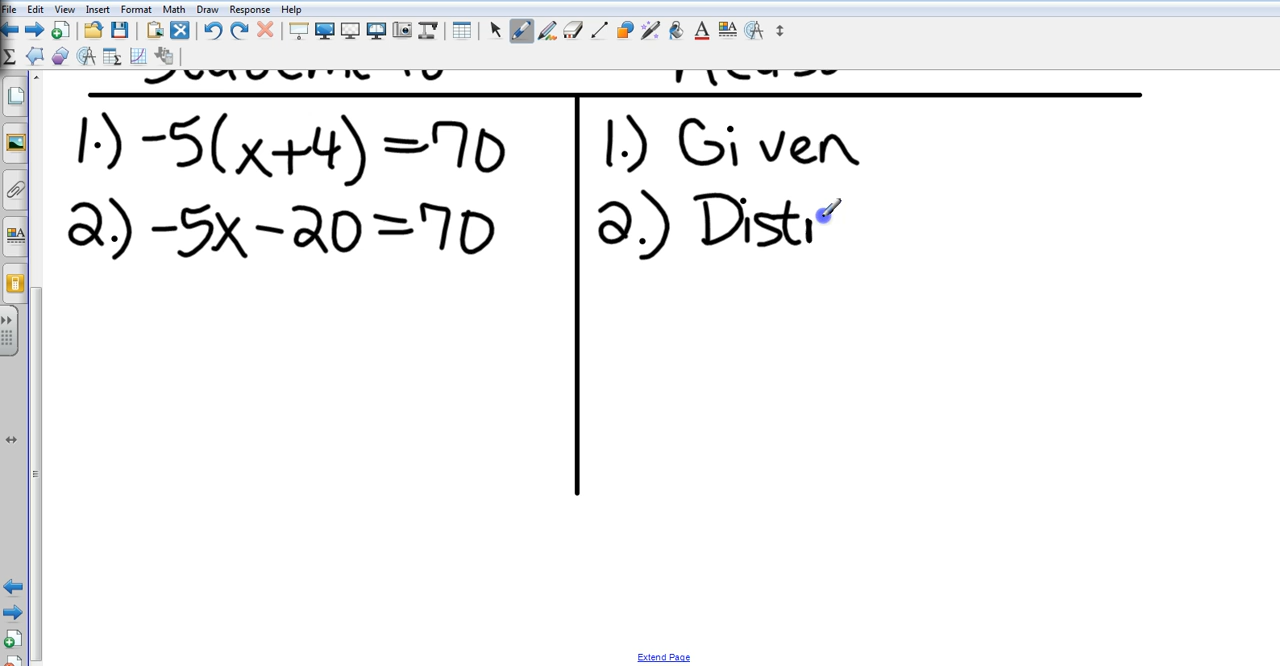 File Edit View Insert Format Math Draw Response Help
1.) -5(x+4) = 70
1.) Given
2.) -5x - 20 = 70
2.) Distr
Extend Page